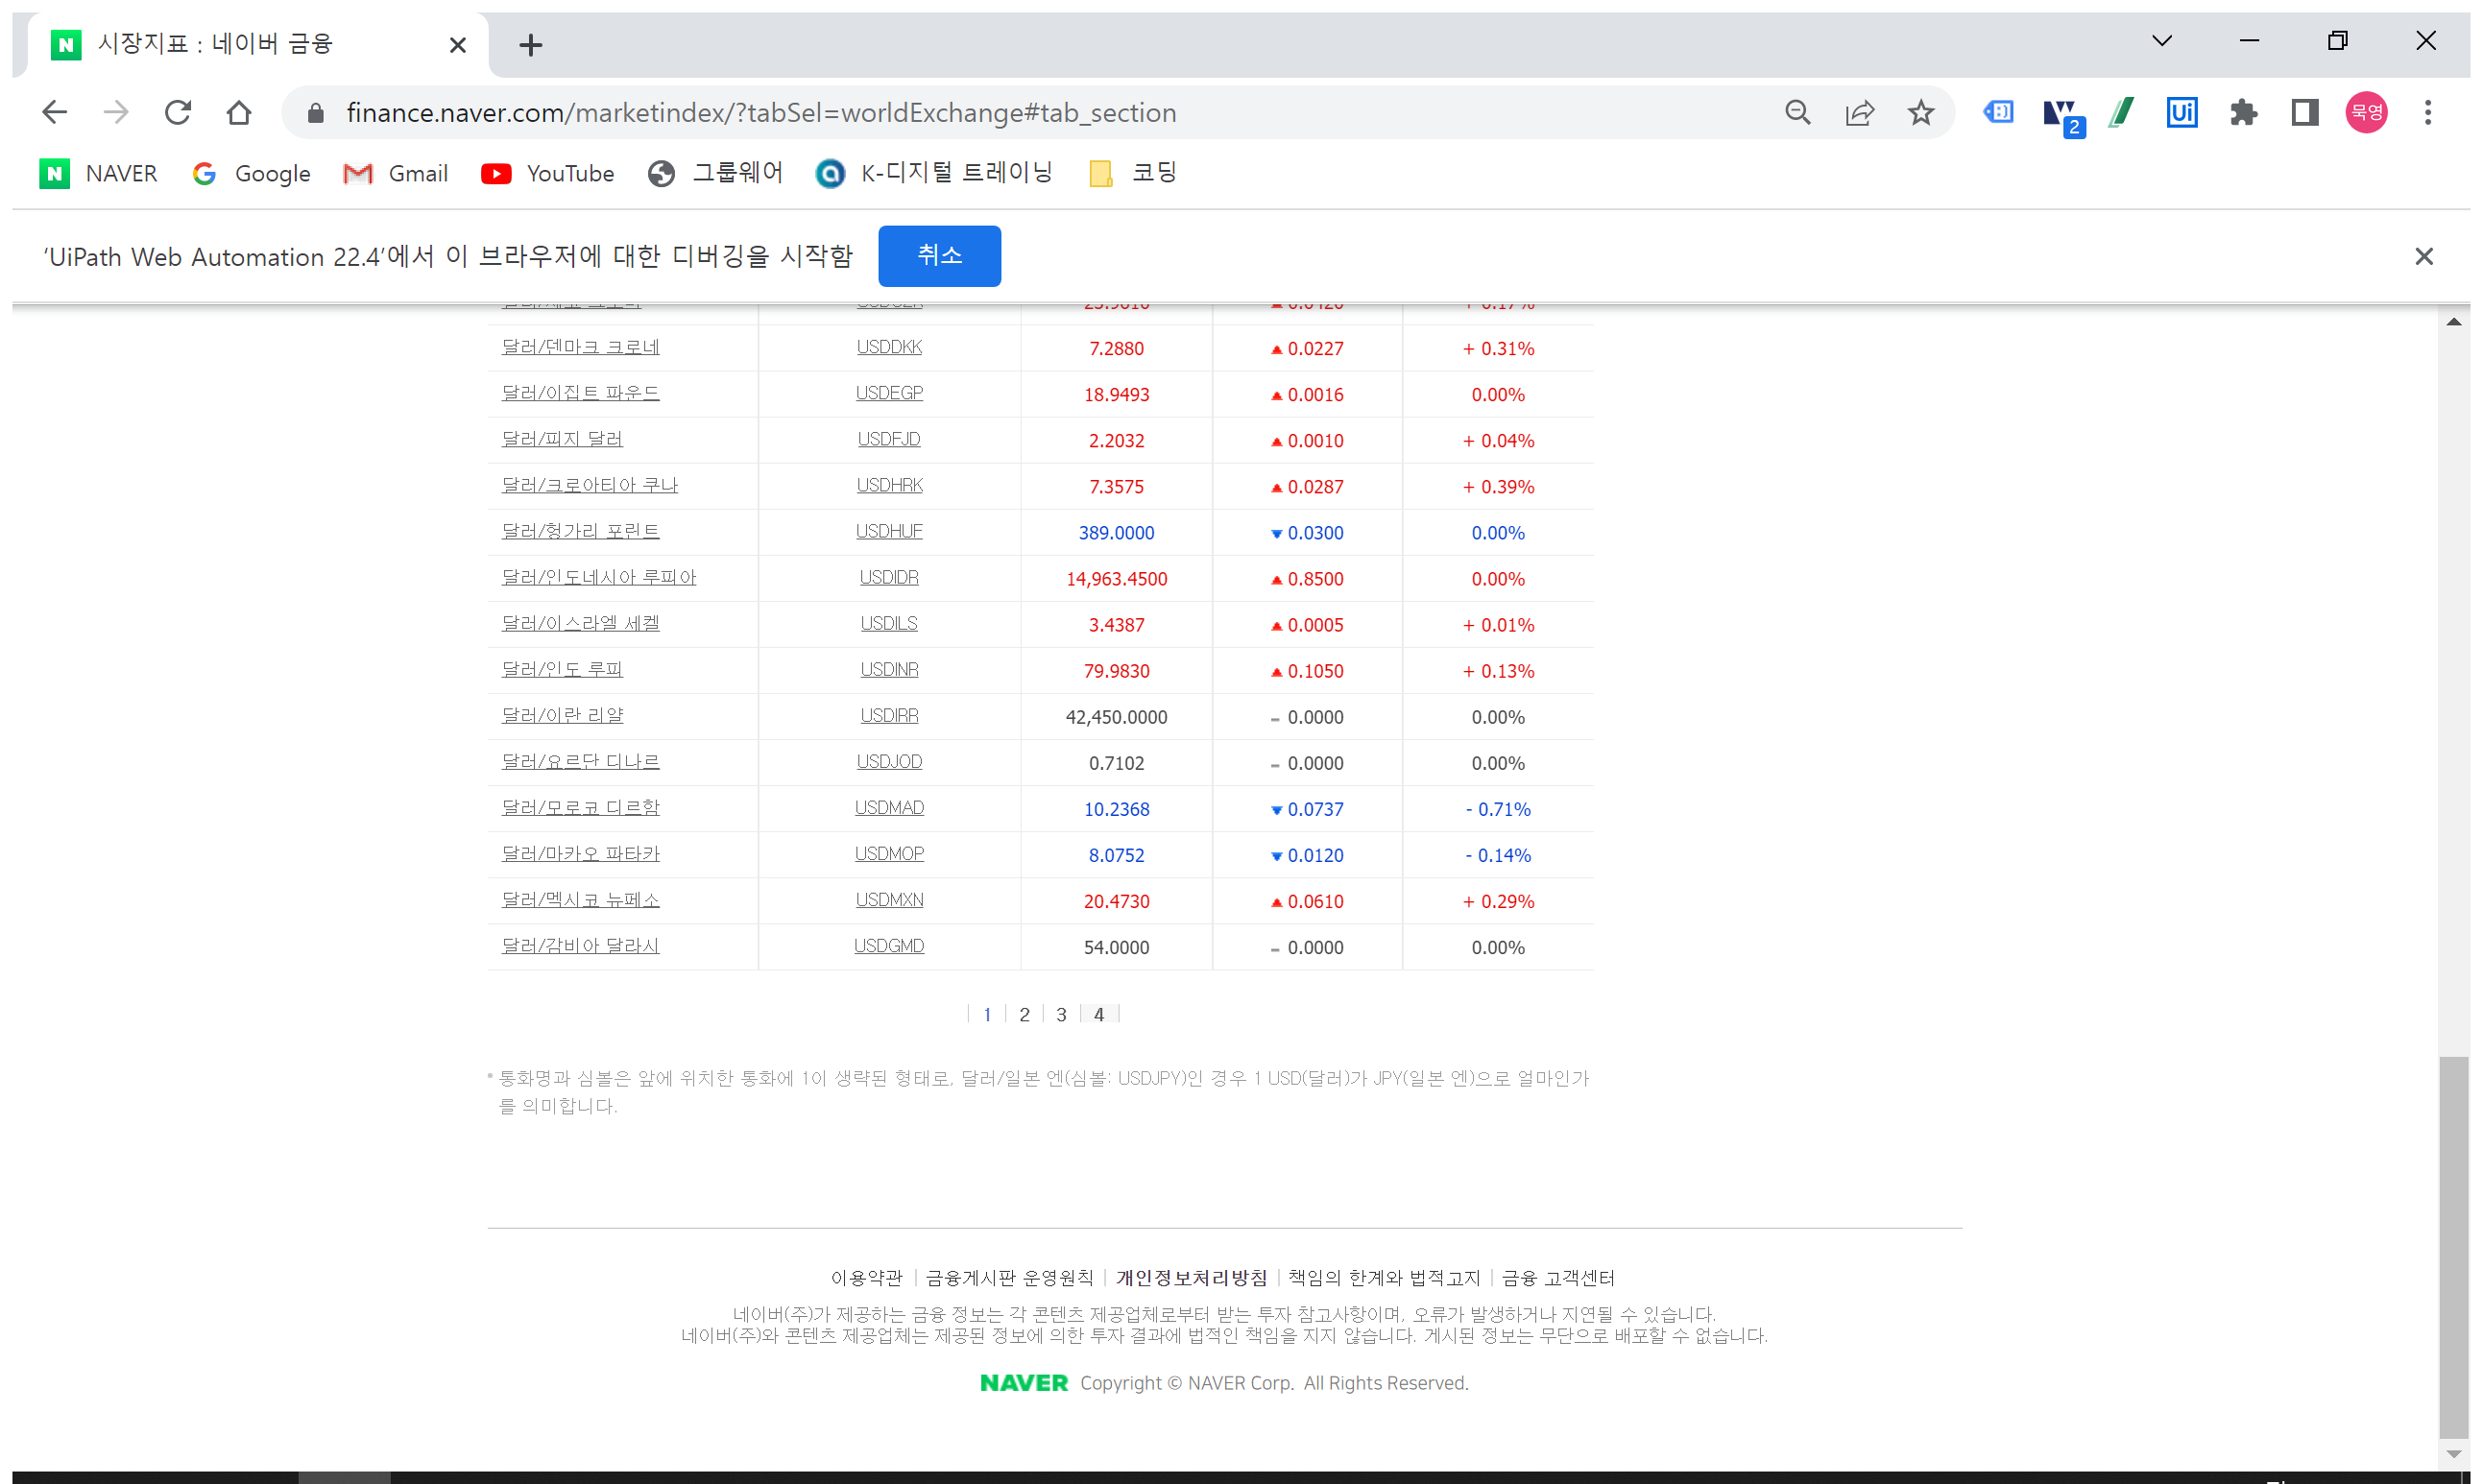 시장지표 : 네이버 금융
finance.naver.com/marketindex/?tabSel=worldExchange#tab_section
2
묵영
NAVER Google Gmail YouTube 그룹웨어 K-디지털 트레이닝 코딩
'UiPath Web Automation 22.4'에서 이 브라우저에 대한 디버깅을 시작함 취소
달러/덴마크 크로네 USDDKK 7.2880 ▲ 0.0227 + 0.31%
달러/이집트 파운드 USDEGP 18.9493 ▲ 0.0016 0.00%
달러/피지 달러 USDFJD 2.2032 ▲ 0.0010 + 0.04%
달러/크로아티아 쿠나 USDHRK 7.3575 ▲ 0.0287 + 0.39%
달러/헝가리 포린트 USDHUF 389.0000 ▼ 0.0300 0.00%
달러/인도네시아 루피아 USDIDR 14,963.4500 ▲ 0.8500 0.00%
달러/이스라엘 세켈 USDILS 3.4387 ▲ 0.0005 + 0.01%
달러/인도 루피 USDINR 79.9830 ▲ 0.1050 + 0.13%
달러/이란 리얄 USDIRR 42,450.0000 - 0.0000 0.00%
달러/요르단 디나르 USDJOD 0.7102 - 0.0000 0.00%
달러/모로코 디르함 USDMAD 10.2368 ▼ 0.0737 - 0.71%
달러/마카오 파타카 USDMOP 8.0752 ▼ 0.0120 - 0.14%
달러/멕시코 뉴페소 USDMXN 20.4730 ▲ 0.0610 + 0.29%
달러/감비아 달라시 USDGMD 54.0000 - 0.0000 0.00%
1 2 3 4
* 통화명과 심볼은 앞에 위치한 통화에 1이 생략된 형태로, 달러/일본 엔(심볼: USDJPY)인 경우 1 USD(달러)가 JPY(일본 엔)으로 얼마인가
를 의미합니다.
이용약관 | 금융게시판 운영원칙 | 개인정보처리방침 | 책임의 한계와 법적고지 | 금융 고객센터
네이버(주)가 제공하는 금융 정보는 각 콘텐츠 제공업체로부터 받는 투자 참고사항이며, 오류가 발생하거나 지연될 수 있습니다.
네이버(주)와 콘텐츠 제공업체는 제공된 정보에 의한 투자 결과에 법적인 책임을 지지 않습니다. 게시된 정보는 무단으로 배포할 수 없습니다.
NAVER Copyright © NAVER Corp. All Rights Reserved.